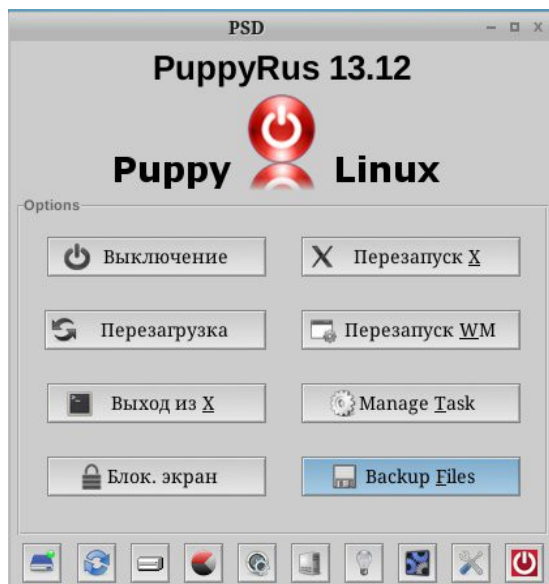 PSD
PuppyRus 13.12
Puppy Linux
Options
Выключение
Перезапуск X
Перезагрузка
Перезапуск WM
Выход из X
Manage Task
Блок. экран
Backup Files